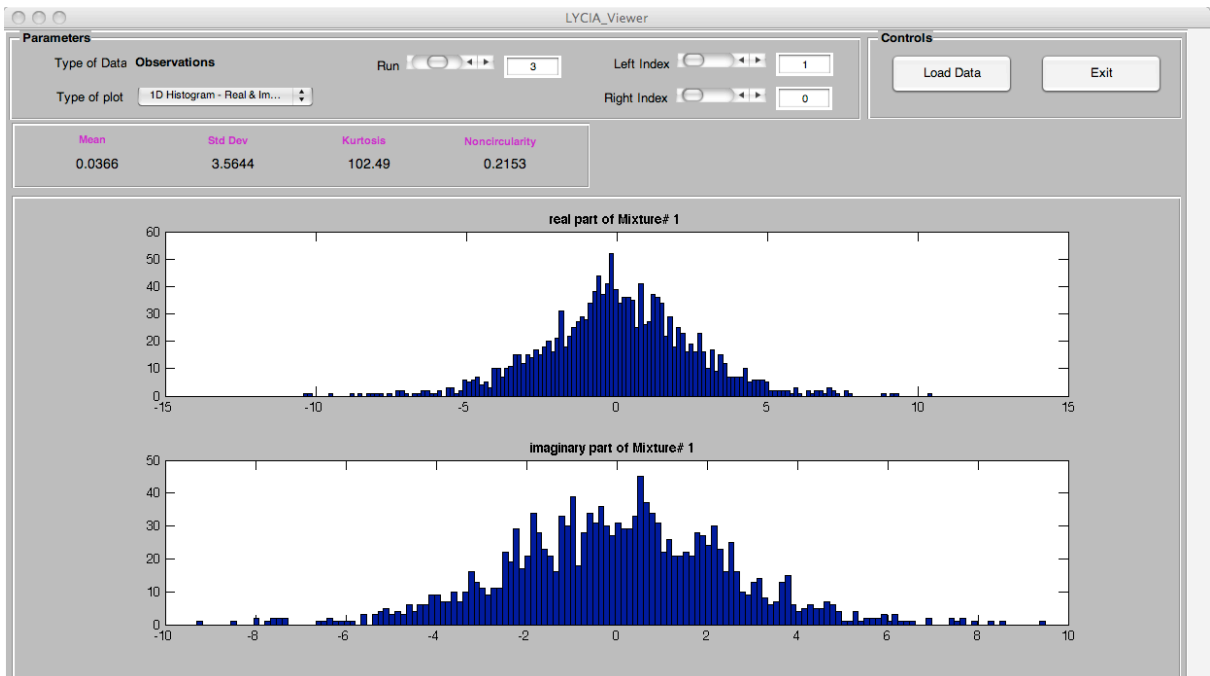 LYCIA_Viewer
Parameters
Type of Data Observations
Run 3
Left Index 1
Type of plot 1D Histogram - Real & Im...
Right Index 0
Controls
Load Data Exit
Mean Std Dev Kurtosis Noncircularity
0.0366 3.5644 102.49 0.2153
real part of Mixture# 1
60
50
40
30
20
10
0
-15 -10 -5 0 5 10 15
imaginary part of Mixture# 1
50
40
30
20
10
0
-10 -8 -6 -4 -2 0 2 4 6 8 10